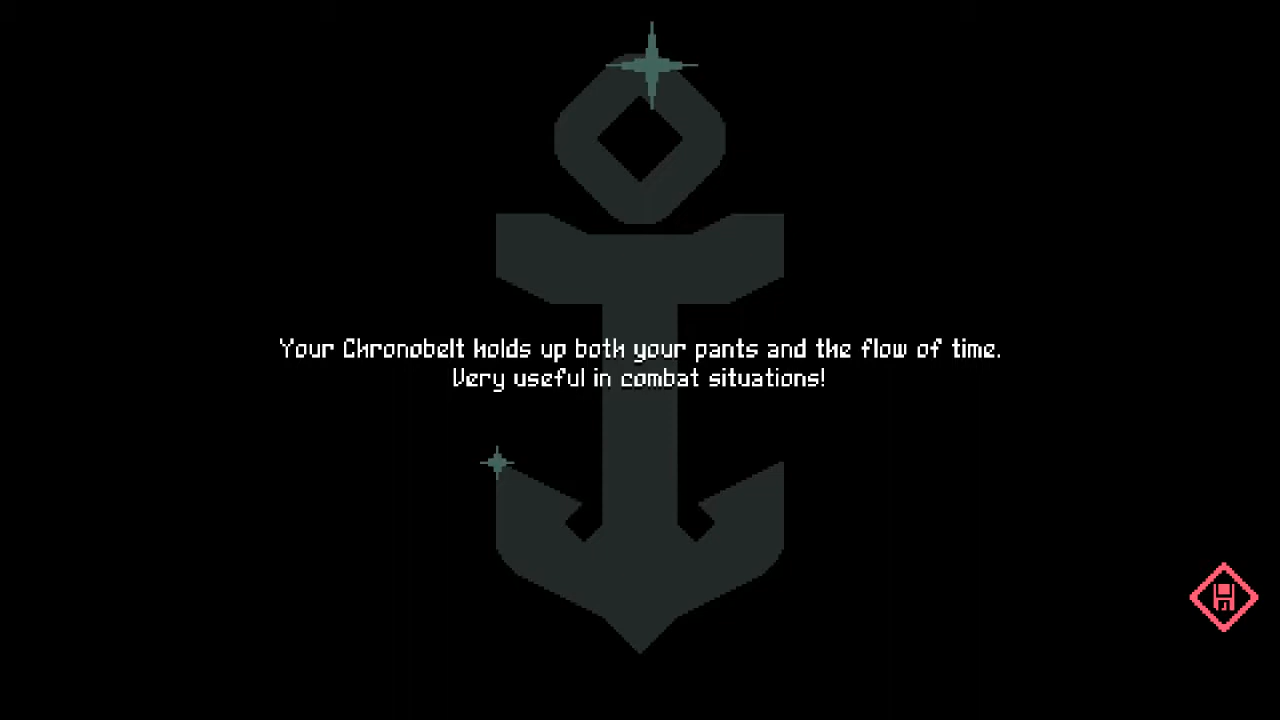 Your Chronobelt holds up both your pants and the flow of time.
Very useful in combat situations!